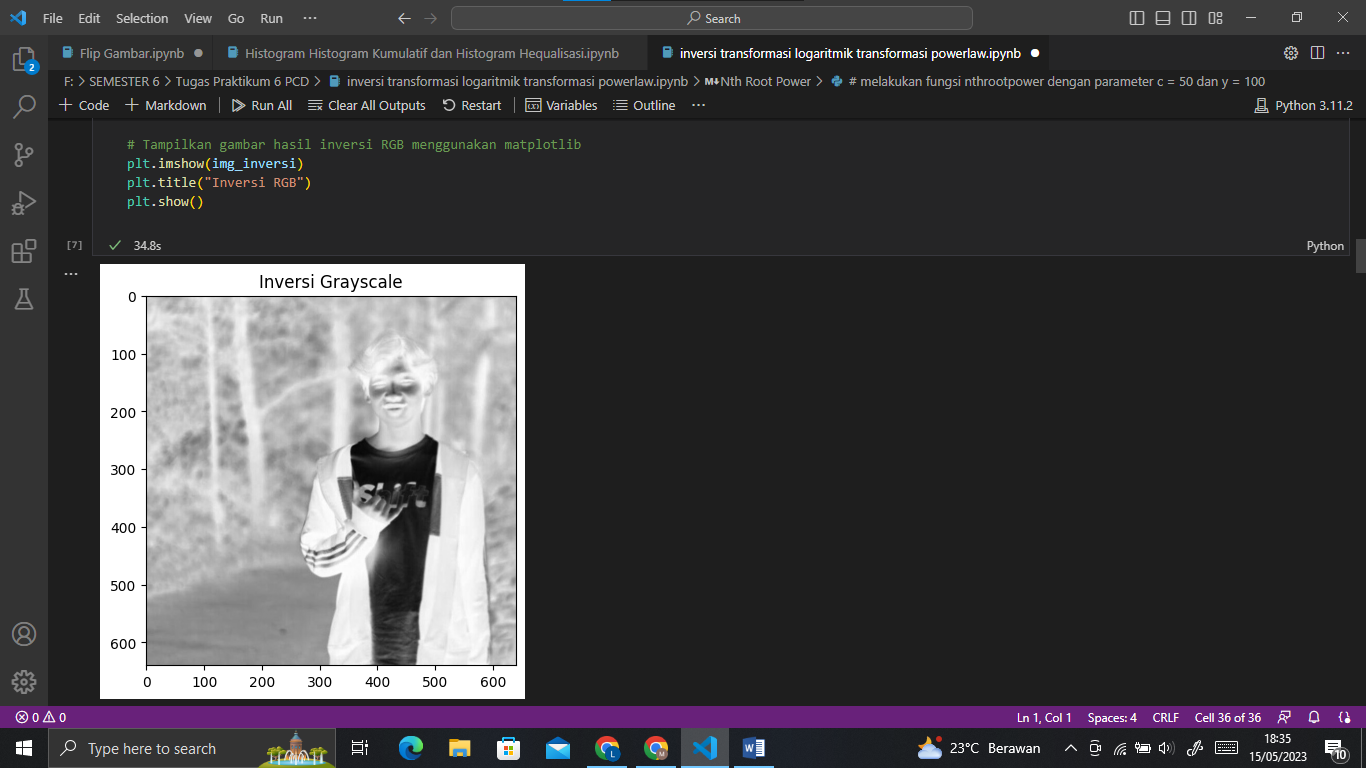 File Edit Selection View Go Run ··· Search
Flip Gambar.ipynb Histogram Histogram Kumulatif dan Histogram Hequalisasi.ipynb inversi transformasi logaritmik transformasi powerlaw.ipynb
F: > SEMESTER 6 > Tugas Praktikum 6 PCD > inversi transformasi logaritmik transformasi powerlaw.ipynb > Nth Root Power > # melakukan fungsi nthrootpower dengan parameter c = 50 dan y = 100
+ Code + Markdown Run All Clear All Outputs Restart Variables Outline ··· Python 3.11.2
2
# Tampilkan gambar hasil inversi RGB menggunakan matplotlib
plt.imshow(img_inversi)
plt.title("Inversi RGB")
plt.show()
[7] 34.8s Python
Inversi Grayscale
0
100
200
300
400
500
600
0 100 200 300 400 500 600
0 0 Ln 1, Col 1 Spaces: 4 CRLF Cell 36 of 36
Type here to search 23°C Berawan 18:35
15/05/2023 10